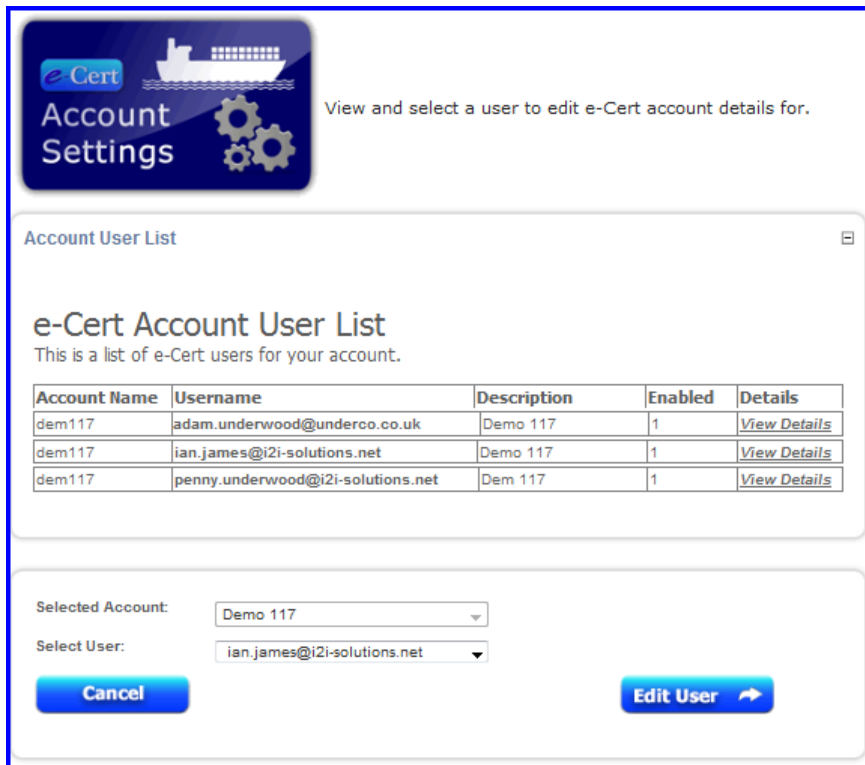 e-Cert
Account
Settings
View and select a user to edit e-Cert account details for.
Account User List
e-Cert Account User List
This is a list of e-Cert users for your account.
Account Name Username Description Enabled Details
dem117 adam.underwood@underco.co.uk Demo 117 1 View Details
dem117 ian.james@i2i-solutions.net Demo 117 1 View Details
dem117 penny.underwood@i2i-solutions.net Dem 117 1 View Details
Selected Account: Demo 117
Select User: ian.james@i2i-solutions.net
Cancel Edit User